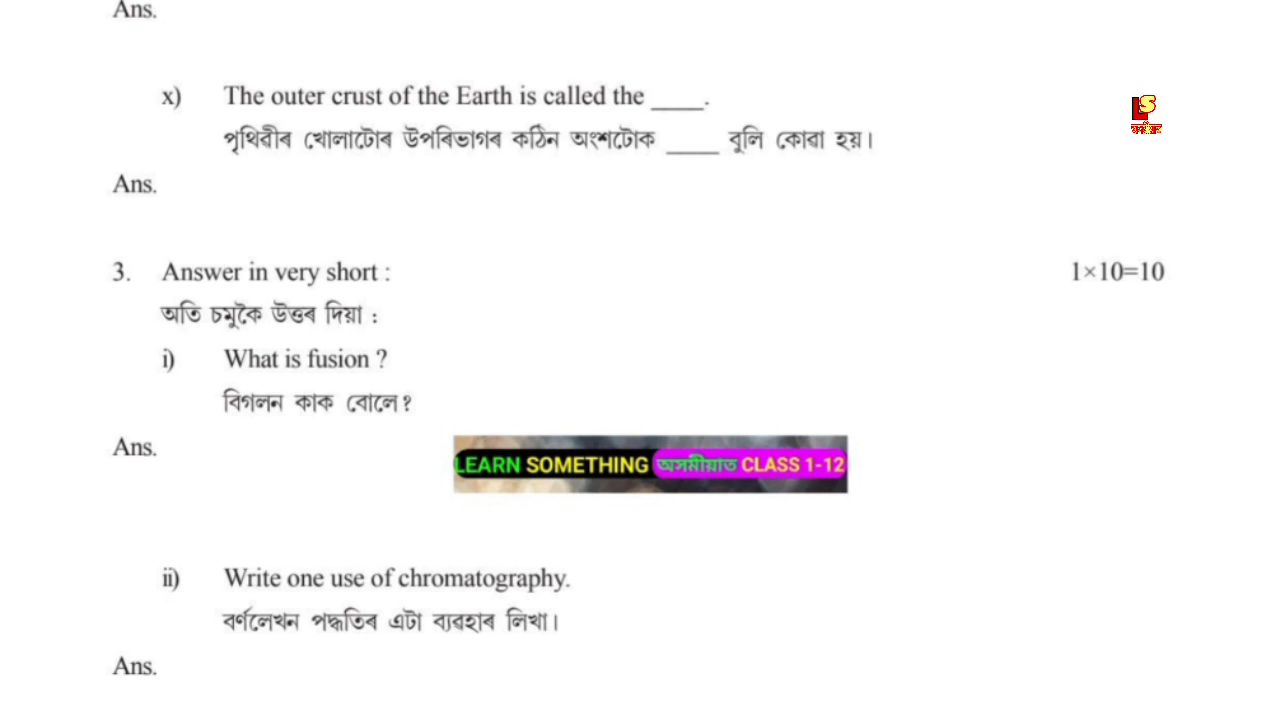 Ans.
x) The outer crust of the Earth is called the ____.
পৃথিৱীৰ খোলাটোৰ উপৰিভাগৰ কঠিন অংশটোক ____ বুলি কোৱা হয়।
Ans.
3. Answer in very short : 1×10=10
অতি চমুকৈ উত্তৰ দিয়া :
i) What is fusion ?
বিগলন কাক বোলে?
Ans.
LEARN SOMETHING অসমীয়াত CLASS 1-12
ii) Write one use of chromatography.
বৰ্ণলেখন পদ্ধতিৰ এটা ব্যৱহাৰ লিখা।
Ans.